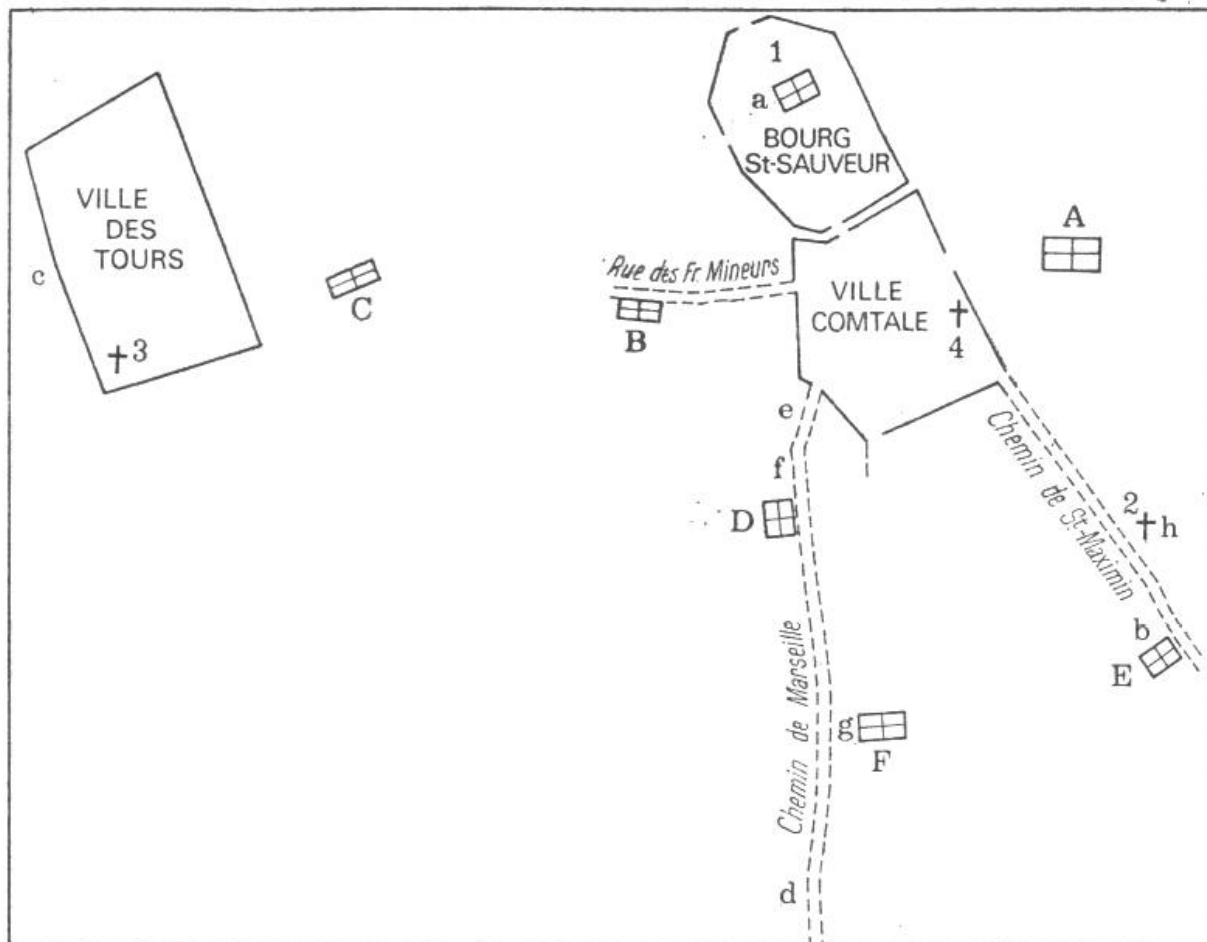 1
a
BOURG
St-SAUVEUR
VILLE
DES
TOURS
A
c
Rue des Fr. Mineurs
C
VILLE
COMTALE
B
4
3
e
Chemin de St-Maximin
f
2
h
D
b
E
Chemin de Marseille
g
F
d